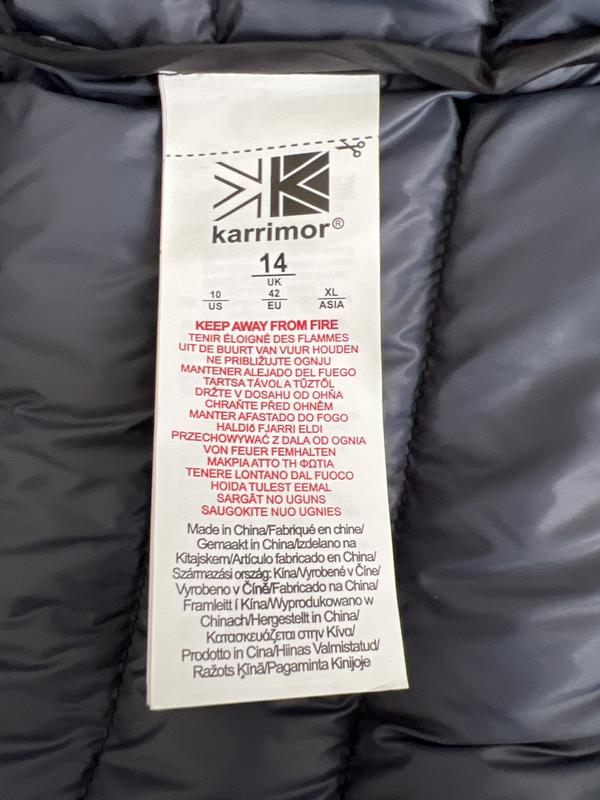 karrimor®
14
UK
10 42 XL
US EU ASIA
KEEP AWAY FROM FIRE
TENIR ÉLOIGNÉ DES FLAMMES
UIT DE BUURT VAN VUUR HOUDEN
NE PRIBLIŽUJTE OGNJU
MANTENER ALEJADO DEL FUEGO
TARTSA TÁVOL A TŰZTŐL
DRŽTE V DOSAHU OD OHŇA
CHRAŇTE PŘED OHNĚM
MANTER AFASTADO DO FOGO
HALDIÐ FJARRI ELDI
PRZECHOWYWAĆ Z DALA OD OGNIA
VON FEUER FEMHALTEN
ΜΑΚΡΙΑ ΑΤΤΟ ΤΗ ΦΩΤΙΑ
TENERE LONTANO DAL FUOCO
HOIDA TULEST EEMAL
SARGĀT NO UGUNS
SAUGOKITE NUO UGNIES
Made in China/Fabriqué en chine/
Gemaakt in China/Izdelano na
Kitajskem/Artículo fabricado en China/
Származási ország: Kína/Vyrobené v Číne/
Vyrobeno v Číně/Fabricado na China/
Framleitt í Kína/Wyprodukowano w
Chinach/Hergestellt in China/
Κατασκευάζεται στην Κίνα/
Prodotto in Cina/Hiinas Valmistatud/
Ražots Ķīnā/Pagaminta Kinijoje